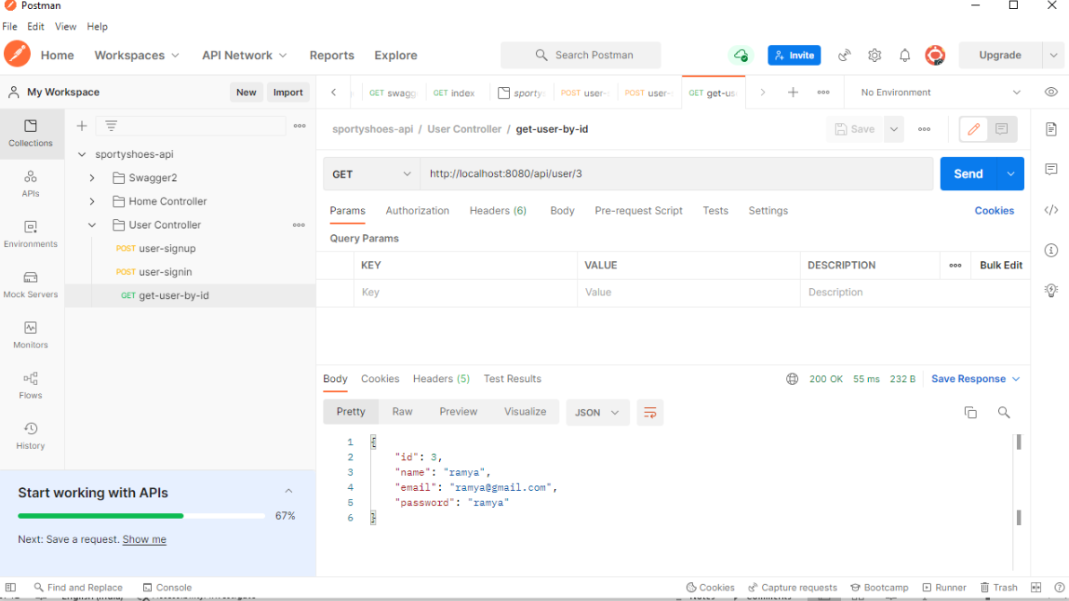 Postman
File Edit View Help
Home Workspaces API Network Reports Explore Search Postman Invite Upgrade
My Workspace New Import
GET swagg GET index sporty POST user- POST user- GET get-us No Environment
Collections
APIs
Environments
Mock Servers
Monitors
Flows
History
sportyshoes-api
Swagger2
Home Controller
User Controller
POST user-signup
POST user-signin
GET get-user-by-id
Start working with APIs
67%
Next: Save a request. Show me
sportyshoes-api / User Controller / get-user-by-id Save
GET http://localhost:8080/api/user/3 Send
Params Authorization Headers (6) Body Pre-request Script Tests Settings Cookies
Query Params
KEY VALUE DESCRIPTION Bulk Edit
Key Value Description
Body Cookies Headers (5) Test Results 200 OK 55 ms 232 B Save Response
Pretty Raw Preview Visualize JSON
1 {
2 "id": 3,
3 "name": "ramya",
4 "email": "ramya@gmail.com",
5 "password": "ramya"
6 }
Find and Replace Console Cookies Capture requests Bootcamp Runner Trash